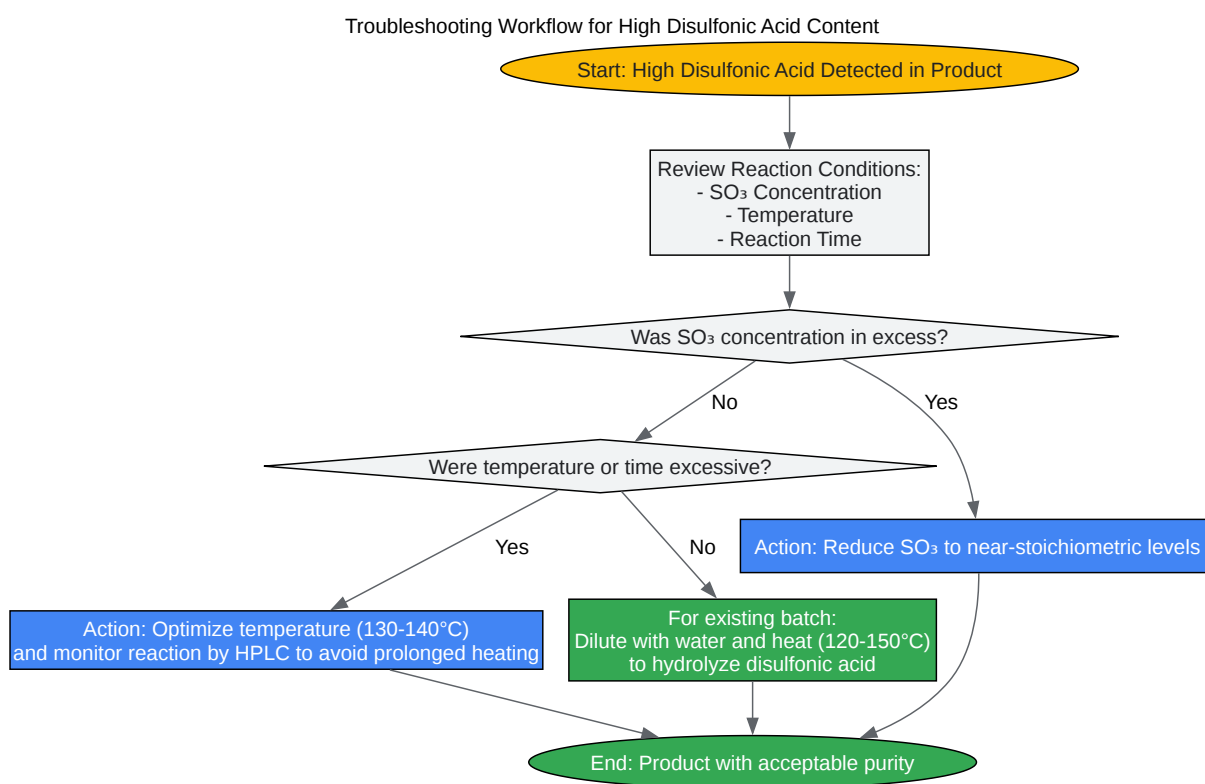 Troubleshooting Workflow for High Disulfonic Acid Content
Start: High Disulfonic Acid Detected in Product
Review Reaction Conditions:
- SO₃ Concentration
- Temperature
- Reaction Time
Was SO₃ concentration in excess?
No
Yes
Were temperature or time excessive?
Yes
No
Action: Reduce SO₃ to near-stoichiometric levels
Action: Optimize temperature (130-140°C)
and monitor reaction by HPLC to avoid prolonged heating
For existing batch:
Dilute with water and heat (120-150°C)
to hydrolyze disulfonic acid
End: Product with acceptable purity